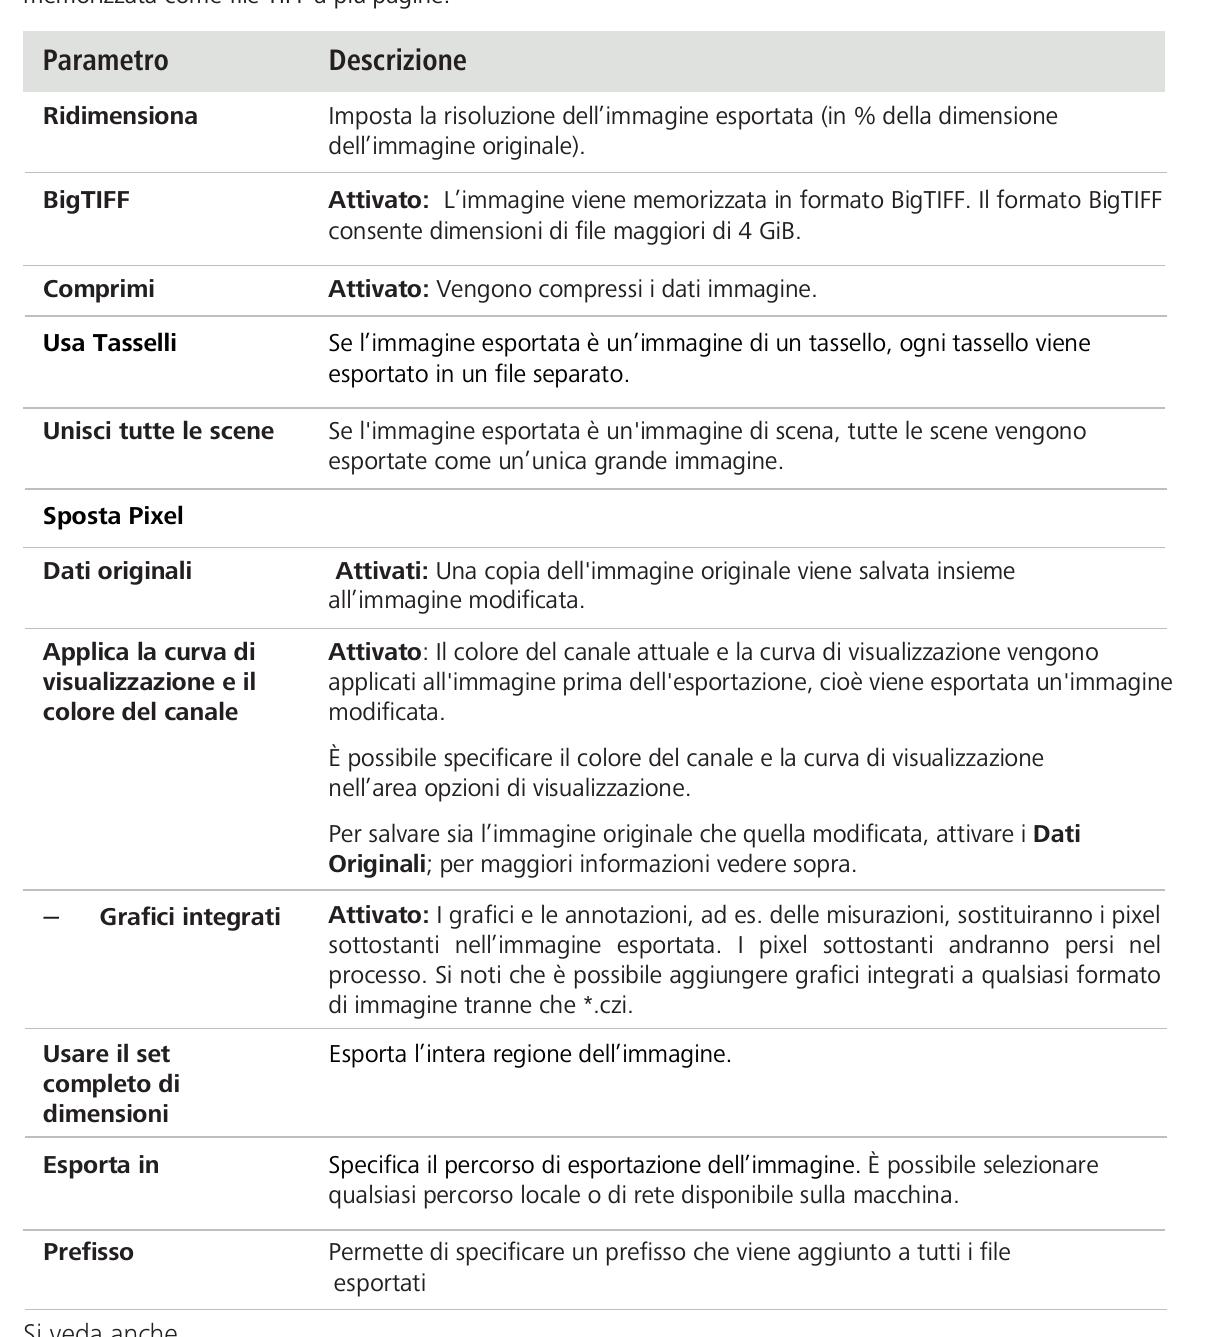 memorizzata come file TIFF a più pagine.
Parametro Descrizione
Ridimensiona Imposta la risoluzione dell’immagine esportata (in % della dimensione
dell’immagine originale).
BigTIFF Attivato: L’immagine viene memorizzata in formato BigTIFF. Il formato BigTIFF
consente dimensioni di file maggiori di 4 GiB.
Comprimi Attivato: Vengono compressi i dati immagine.
Usa Tasselli Se l’immagine esportata è un’immagine di un tassello, ogni tassello viene
esportato in un file separato.
Unisci tutte le scene Se l'immagine esportata è un'immagine di scena, tutte le scene vengono
esportate come un’unica grande immagine.
Sposta Pixel
Dati originali Attivati: Una copia dell'immagine originale viene salvata insieme
all’immagine modificata.
Applica la curva di Attivato: Il colore del canale attuale e la curva di visualizzazione vengono
visualizzazione e il applicati all'immagine prima dell'esportazione, cioè viene esportata un'immagine
colore del canale modificata.
È possibile specificare il colore del canale e la curva di visualizzazione
nell’area opzioni di visualizzazione.
Per salvare sia l’immagine originale che quella modificata, attivare i Dati
Originali; per maggiori informazioni vedere sopra.
– Grafici integrati Attivato: I grafici e le annotazioni, ad es. delle misurazioni, sostituiranno i pixel
sottostanti nell’immagine esportata. I pixel sottostanti andranno persi nel
processo. Si noti che è possibile aggiungere grafici integrati a qualsiasi formato
di immagine tranne che *.czi.
Usare il set Esporta l’intera regione dell’immagine.
completo di
dimensioni
Esporta in Specifica il percorso di esportazione dell’immagine. È possibile selezionare
qualsiasi percorso locale o di rete disponibile sulla macchina.
Prefisso Permette di specificare un prefisso che viene aggiunto a tutti i file
esportati
Si veda anche